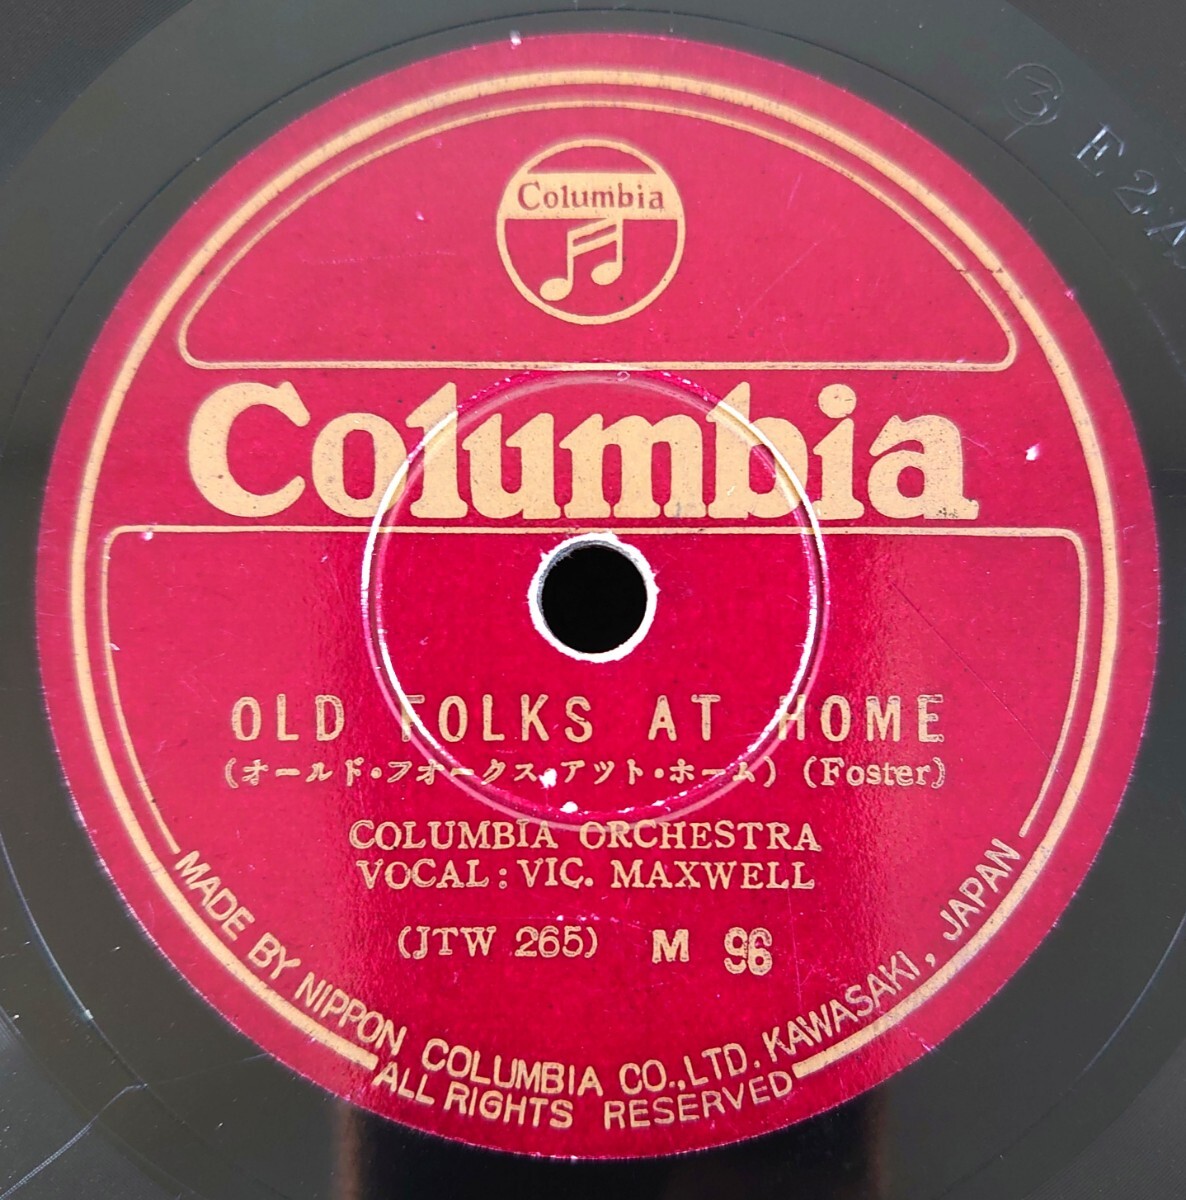 Columbia
Columbia
OLD FOLKS AT HOME
(オールド・フオークス・アツト・ホーム) (Foster)
COLUMBIA ORCHESTRA
VOCAL: VIC. MAXWELL
(JTW 265) M 96
MADE BY NIPPON COLUMBIA CO., LTD. KAWASAKI, JAPAN
ALL RIGHTS RESERVED
③ E 2 A